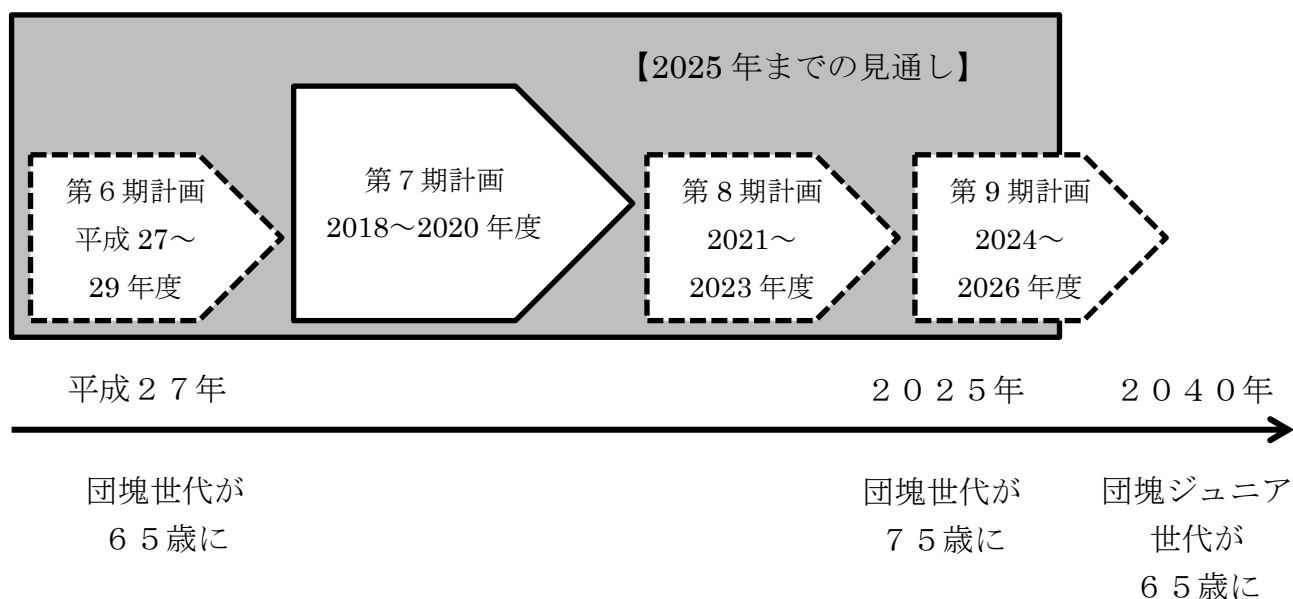 【2025 年までの見通し】
第６期計画
平成 27～
29 年度
第７期計画
2018～2020 年度
第 8 期計画
2021～
2023 年度
第 9 期計画
2024～
2026 年度
平成２７年
２０２５年
２０４０年
団塊世代が
６５歳に
団塊世代が
７５歳に
団塊ジュニア
世代が
６５歳に